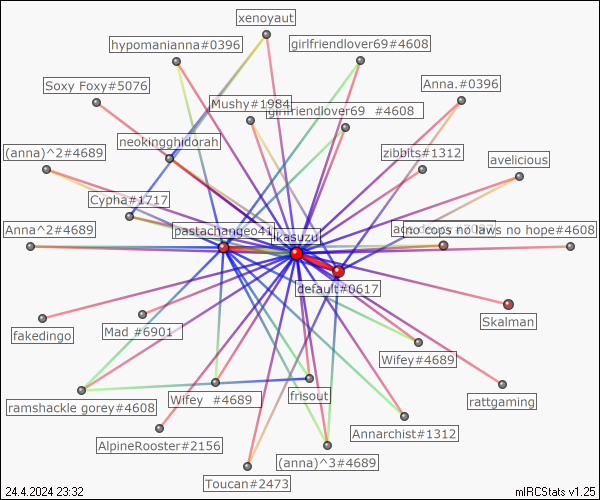 xenoyaut
hypomanianna#0396
girlfriendlover69#4608
Soxy Foxy#5076
Anna.#0396
Mushy#1984
girlfriendlover69 #4608
neokingghidorah
(anna)^2#4689
zibbits#1312
avelicious
Cypha#1717
Anna^2#4689
pastachange041
kasuzu
no cops no laws no hope#4608
default#0617
Skalman
fakedingo
Mad #6901
Wifey#4689
ramshackle gorey#4608
Wifey #4689
frisout
rattgaming
AlpineRooster#2156
Annarchist#1312
Toucan#2473
(anna)^3#4689
24.4.2024 23:32
mIRCStats v1.25